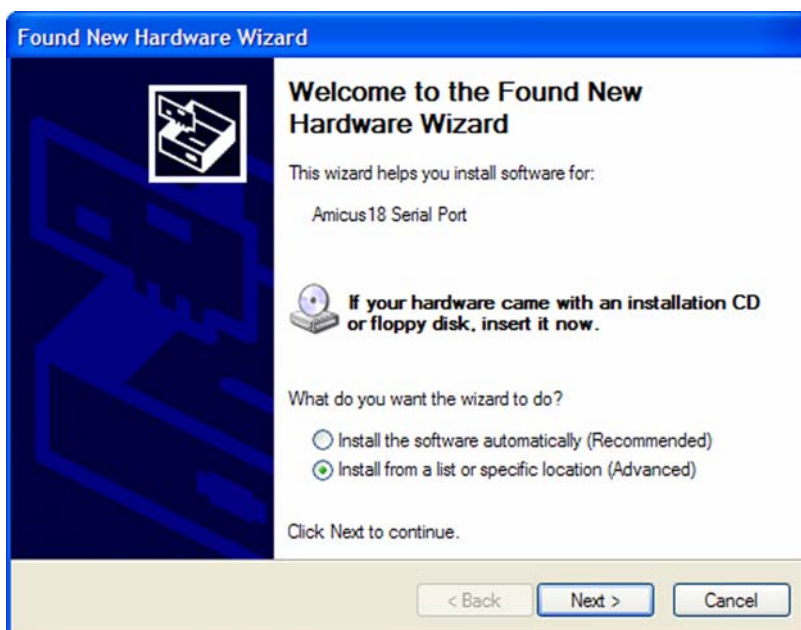 Found New Hardware Wizard
Welcome to the Found New
Hardware Wizard
This wizard helps you install software for:
Amicus18 Serial Port
If your hardware came with an installation CD
or floppy disk, insert it now.
What do you want the wizard to do?
Install the software automatically (Recommended)
Install from a list or specific location (Advanced)
Click Next to continue.
< Back Next > Cancel